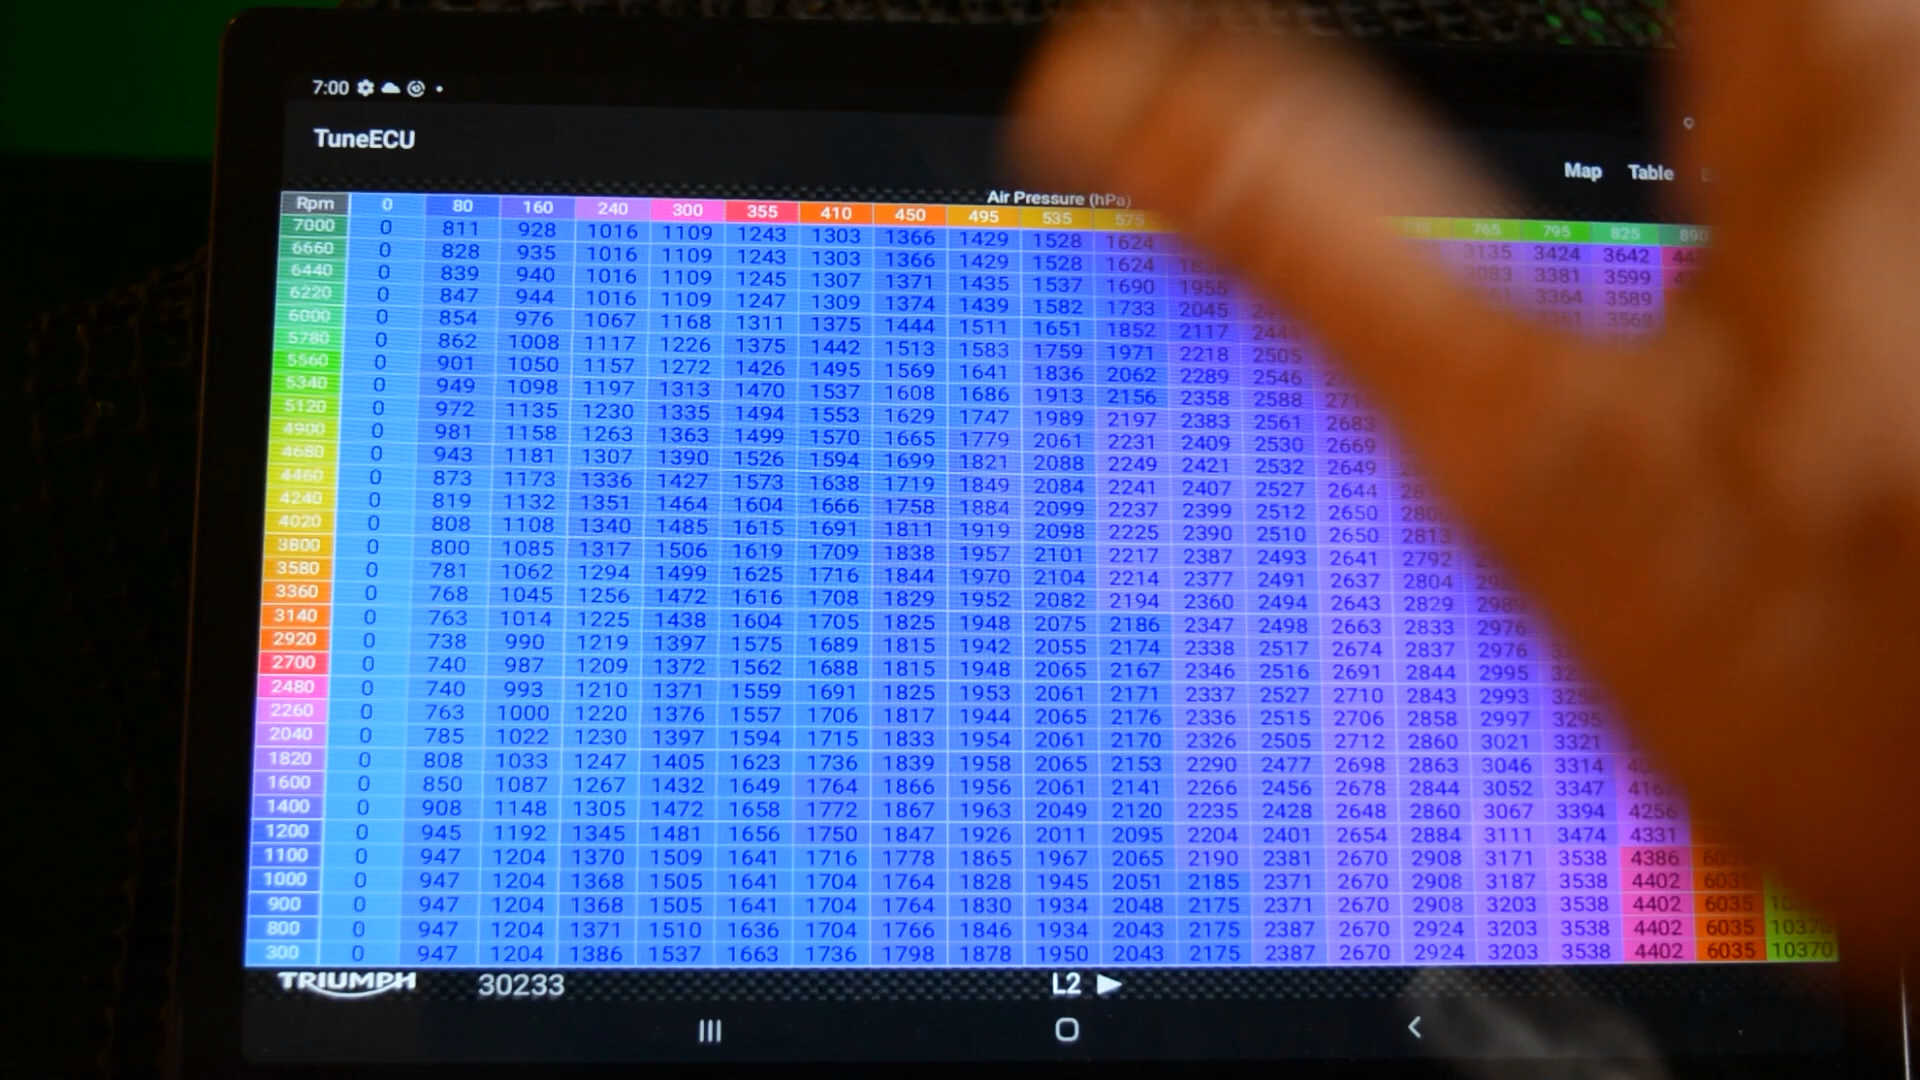 7:00
TuneECU
Map Table
Air Pressure (hPa)
Rpm 0 80 160 240 300 355 410 450 495 535 575 765 795 825 890
7000 0 811 928 1016 1109 1243 1303 1366 1429 1528 1624 3135 3424 3642
6660 0 828 935 1016 1109 1243 1303 1366 1429 1528 1624 3083 3381 3599
6440 0 839 940 1016 1109 1245 1307 1371 1435 1537 1690 1955 3364 3589
6220 0 847 944 1016 1109 1247 1309 1374 1439 1582 1733 2045 3361 3568
6000 0 854 976 1067 1168 1311 1375 1444 1511 1651 1852 2117
5780 0 862 1008 1117 1226 1375 1442 1513 1583 1759 1971 2218 2505
5560 0 901 1050 1157 1272 1426 1495 1569 1641 1836 2062 2289 2546
5340 0 949 1098 1197 1313 1470 1537 1608 1686 1913 2156 2358 2588
5120 0 972 1135 1230 1335 1494 1553 1629 1747 1989 2197 2383 2561 2683
4900 0 981 1158 1263 1363 1499 1570 1665 1779 2061 2231 2409 2530 2669
4680 0 943 1181 1307 1390 1526 1594 1699 1821 2088 2249 2421 2532 2649
4460 0 873 1173 1336 1427 1573 1638 1719 1849 2084 2241 2407 2527 2644
4240 0 819 1132 1351 1464 1604 1666 1758 1884 2099 2237 2399 2512 2650
4020 0 808 1108 1340 1485 1615 1691 1811 1919 2098 2225 2390 2510 2650 2813
3800 0 800 1085 1317 1506 1619 1709 1838 1957 2101 2217 2387 2493 2641 2792
3580 0 781 1062 1294 1499 1625 1716 1844 1970 2104 2214 2377 2491 2637 2804
3360 0 768 1045 1256 1472 1616 1708 1829 1952 2082 2194 2360 2494 2643 2829 2989
3140 0 763 1014 1225 1438 1604 1705 1825 1948 2075 2186 2347 2498 2663 2833 2976
2920 0 738 990 1219 1397 1575 1689 1815 1942 2055 2174 2338 2517 2674 2837 2976
2700 0 740 987 1209 1372 1562 1688 1815 1948 2065 2167 2346 2516 2691 2844 2995
2480 0 740 993 1210 1371 1559 1691 1825 1953 2061 2171 2337 2527 2710 2843 2993
2260 0 763 1000 1220 1376 1557 1706 1817 1944 2065 2176 2336 2515 2706 2858 2997 3295
2040 0 785 1022 1230 1397 1594 1715 1833 1954 2061 2170 2326 2505 2712 2860 3021 3321
1820 0 808 1033 1247 1405 1623 1736 1839 1958 2065 2153 2290 2477 2698 2863 3046 3314
1600 0 850 1087 1267 1432 1649 1764 1866 1956 2061 2141 2266 2456 2678 2844 3052 3347
1400 0 908 1148 1305 1472 1658 1772 1867 1963 2049 2120 2235 2428 2648 2860 3067 3394 4256
1200 0 945 1192 1345 1481 1656 1750 1847 1926 2011 2095 2204 2401 2654 2884 3111 3474 4331
1100 0 947 1204 1370 1509 1641 1716 1778 1865 1967 2065 2190 2381 2670 2908 3171 3538 4386
1000 0 947 1204 1368 1505 1641 1704 1764 1828 1945 2051 2185 2371 2670 2908 3187 3538 4402 6035
900 0 947 1204 1368 1505 1641 1704 1764 1830 1934 2048 2175 2371 2670 2908 3203 3538 4402 6035
800 0 947 1204 1371 1510 1636 1704 1766 1846 1934 2043 2175 2387 2670 2924 3203 3538 4402 6035 10370
300 0 947 1204 1386 1537 1663 1736 1798 1878 1950 2043 2175 2387 2670 2924 3203 3538 4402 6035 10370
TRIUMPH 30233 L2